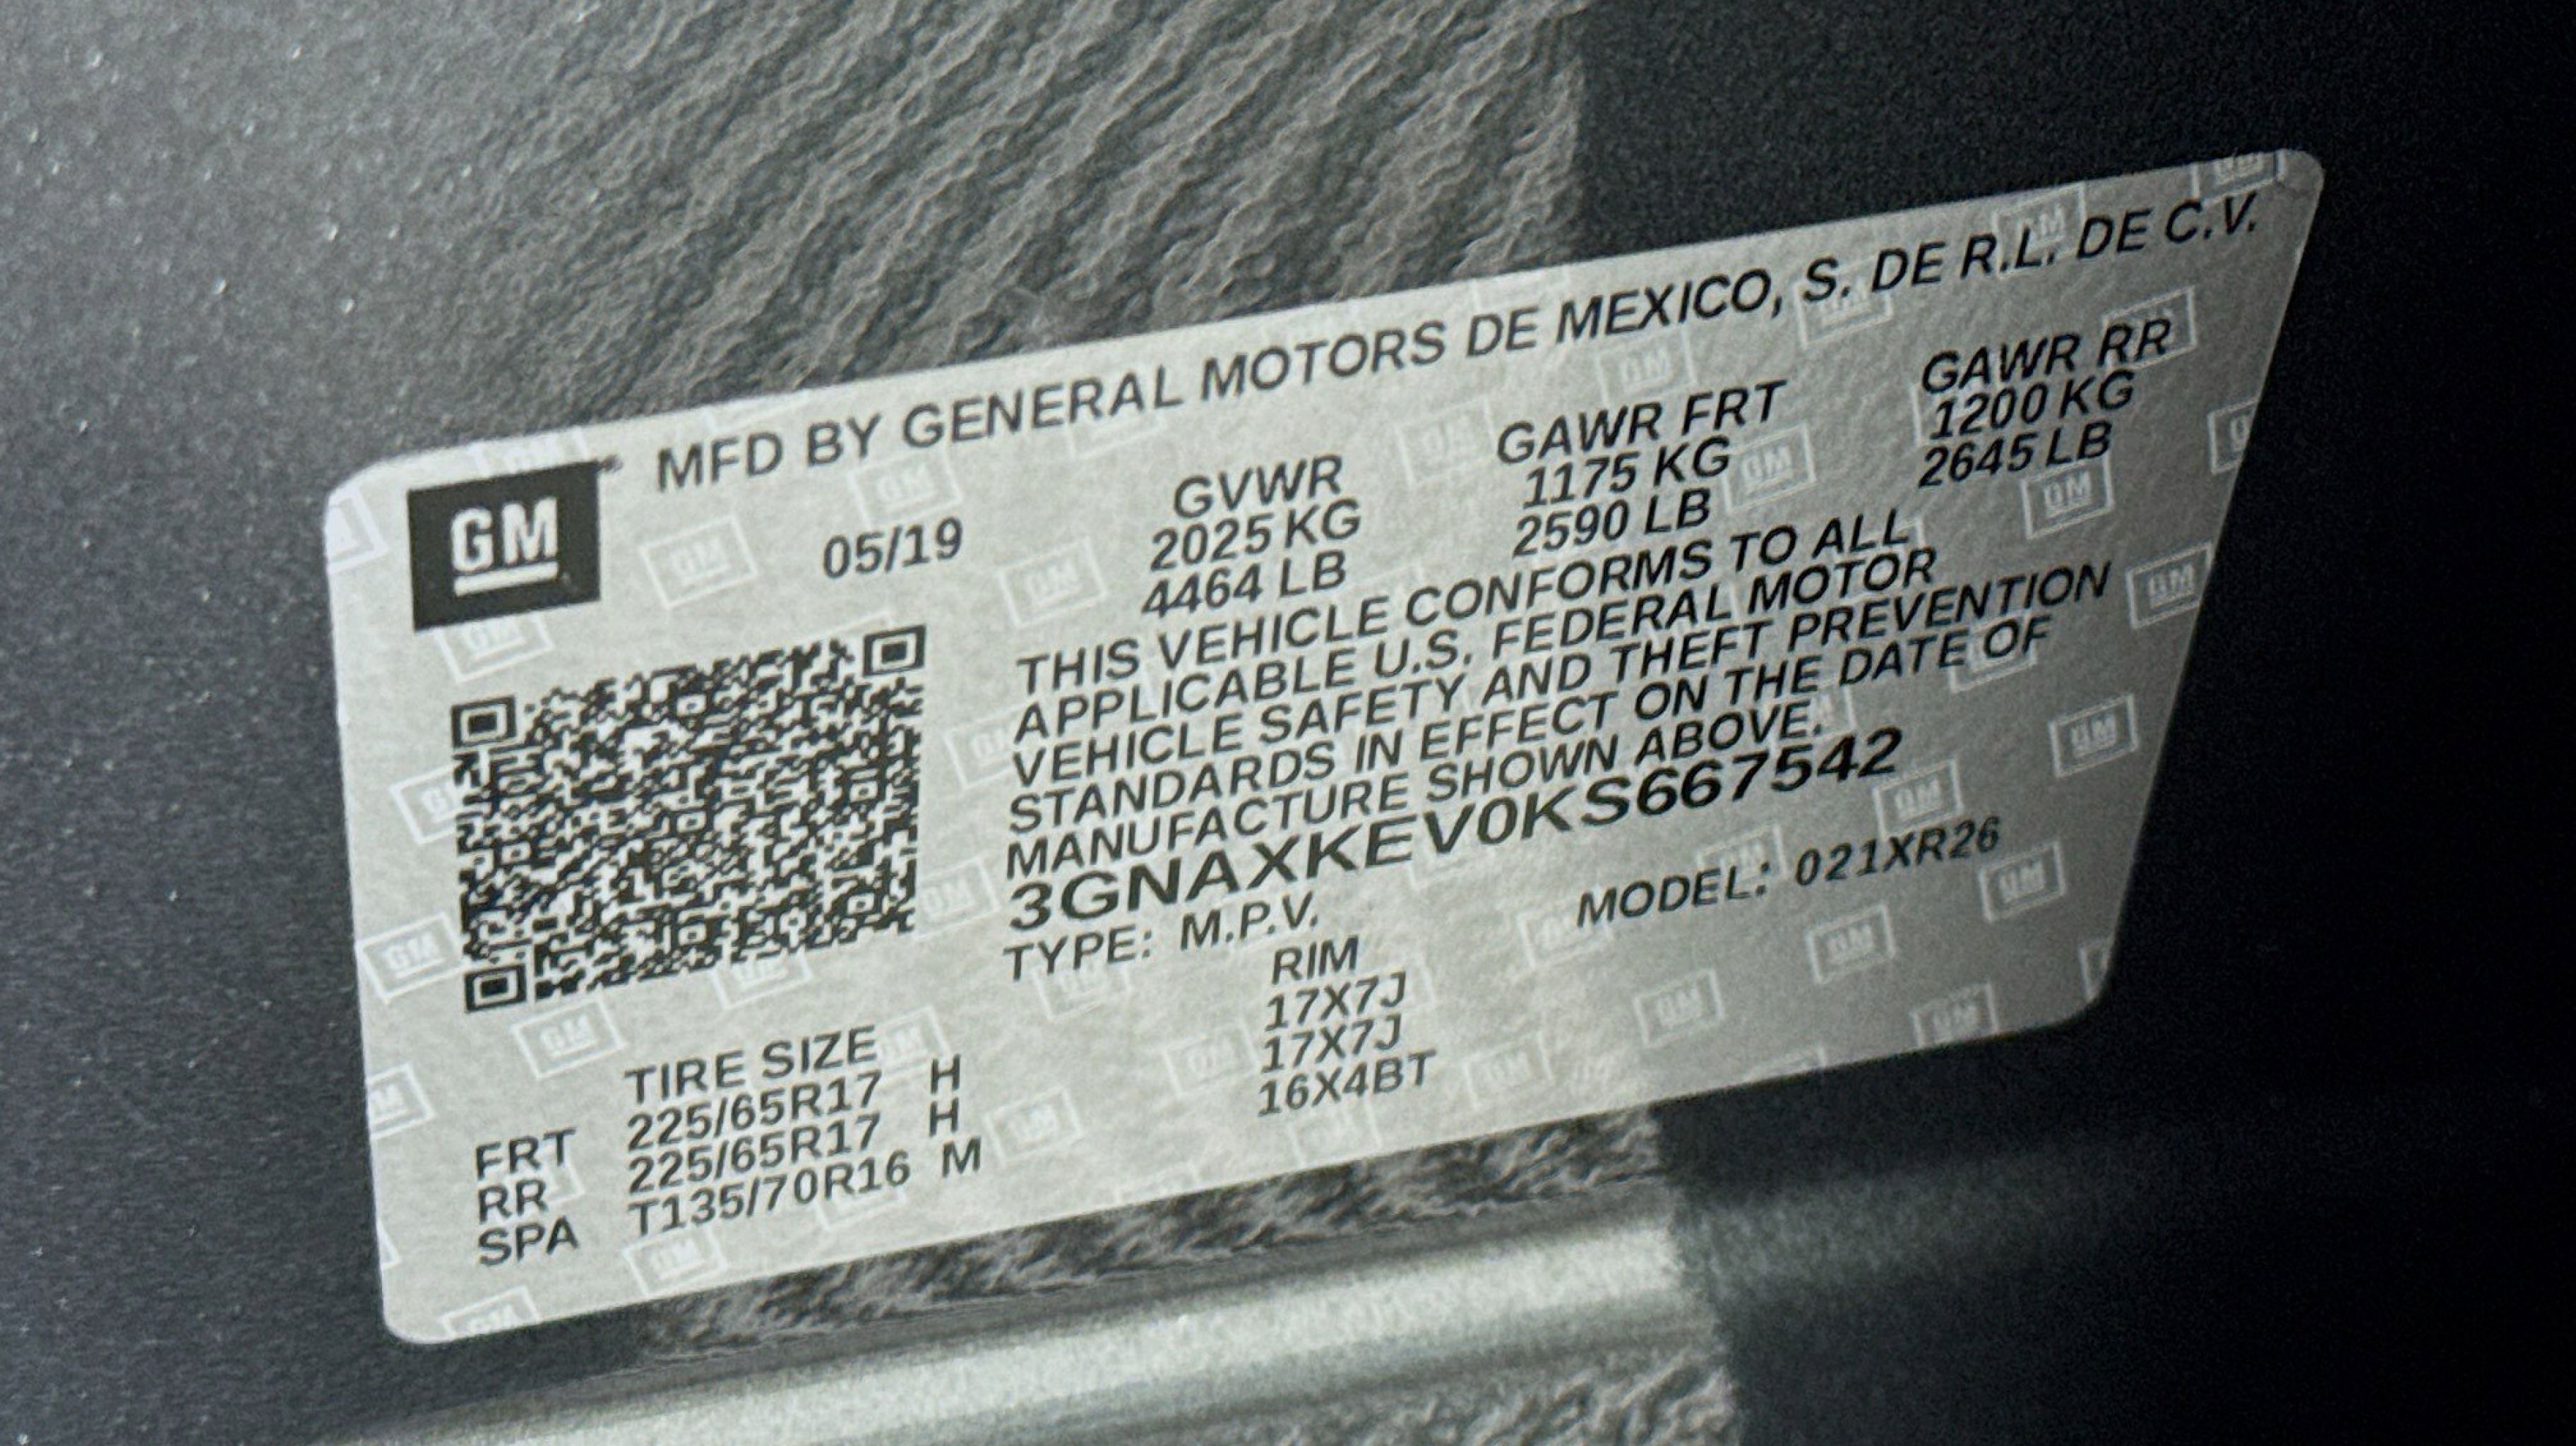 MFD BY GENERAL MOTORS DE MEXICO, S. DE R.L. DE C.V.
GM
05/19
GVWR GAWR FRT GAWR RR
2025 KG 1175 KG 1200 KG
4464 LB 2590 LB 2645 LB
THIS VEHICLE CONFORMS TO ALL
APPLICABLE U.S. FEDERAL MOTOR
VEHICLE SAFETY AND THEFT PREVENTION
STANDARDS IN EFFECT ON THE DATE OF
MANUFACTURE SHOWN ABOVE.
3GNAXKEV0KS667542
TYPE: M.P.V. MODEL: 021XR26
TIRE SIZE RIM
FRT 225/65R17 H 17X7J
RR 225/65R17 H 17X7J
SPA T135/70R16 M 16X4BT